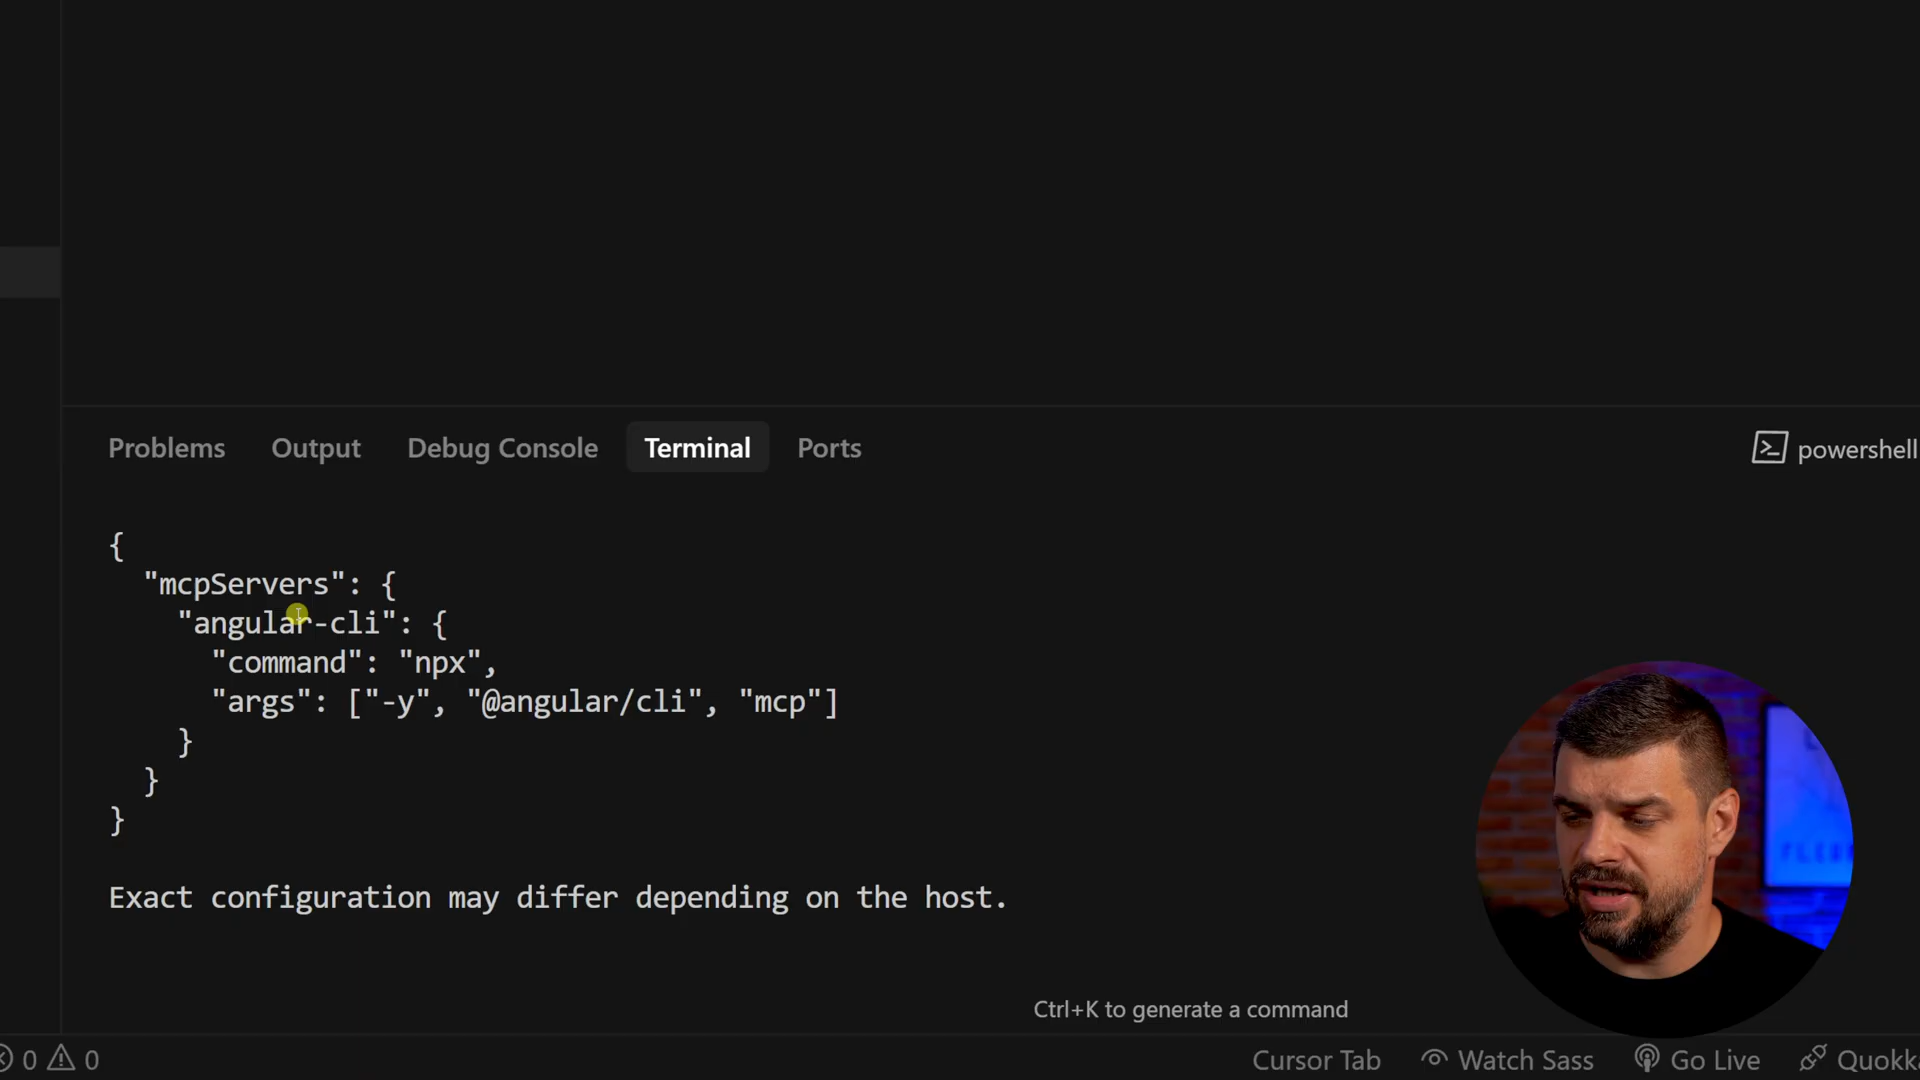 Problems Output Debug Console Terminal Ports powershell
{
"mcpServers": {
"angular-cli": {
"command": "npx",
"args": ["-y", "@angular/cli", "mcp"]
}
}
}
Exact configuration may differ depending on the host.
Ctrl+K to generate a command
0 0 Cursor Tab Watch Sass Go Live Quokka